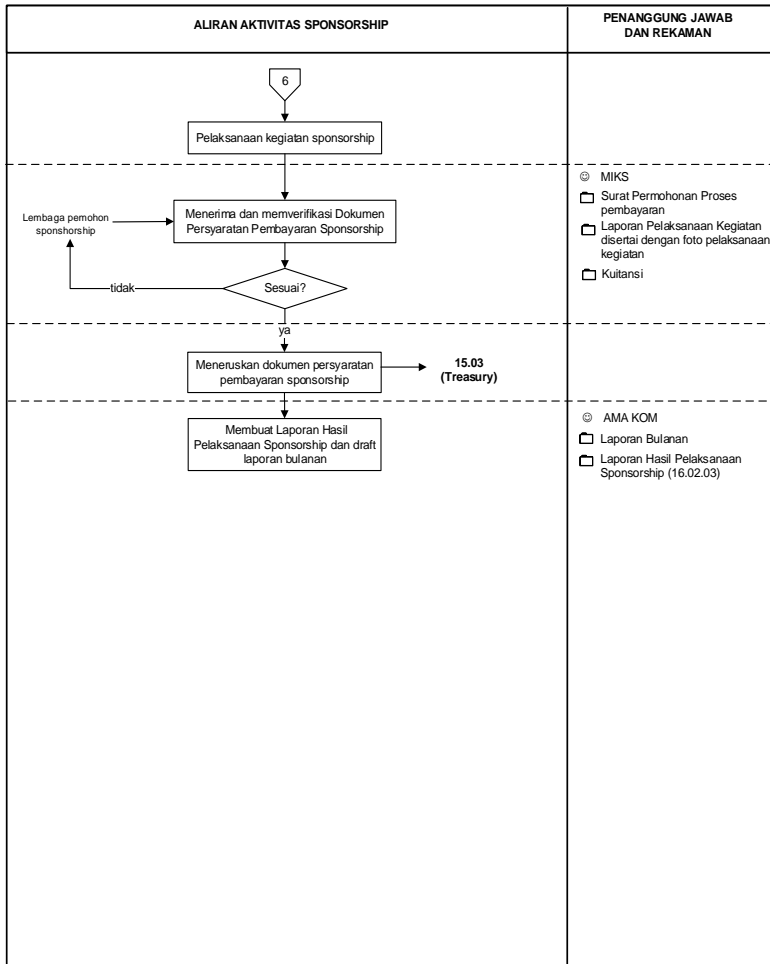 ALIRAN AKTIVITAS SPONSORSHIP
PENANGGUNG JAWAB
DAN REKAMAN
6
Pelaksanaan kegiatan sponsorship
Lembaga pemohon
sponshorship
Menerima dan memverifikasi Dokumen
Persyaratan Pembayaran Sponsorship
Sesuai?
tidak
ya
MIKS
Surat Permohonan Proses
pembayaran
Laporan Pelaksanaan Kegiatan
disertai dengan foto pelaksanaan
kegiatan
Kuitansi
Meneruskan dokumen persyaratan
pembayaran sponsorship
15.03
(Treasury)
Membuat Laporan Hasil
Pelaksanaan Sponsorship dan draft
laporan bulanan
AMA KOM
Laporan Bulanan
Laporan Hasil Pelaksanaan
Sponsorship (16.02.03)